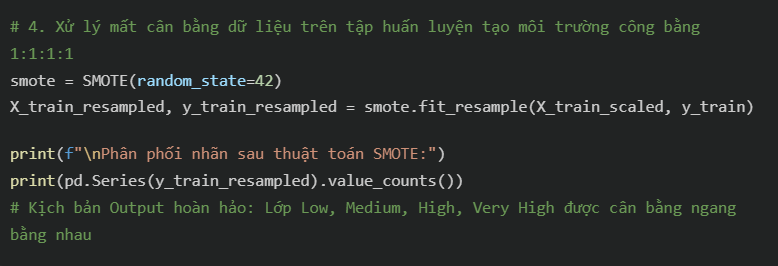 # 4. Xử lý mất cân bằng dữ liệu trên tập huấn luyện tạo môi trường công bằng
1:1:1:1
smote = SMOTE(random_state=42)
X_train_resampled, y_train_resampled = smote.fit_resample(X_train_scaled, y_train)
print(f"\nPhân phối nhãn sau thuật toán SMOTE:")
print(pd.Series(y_train_resampled).value_counts())
# Kịch bản Output hoàn hảo: Lớp Low, Medium, High, Very High được cân bằng ngang
bằng nhau